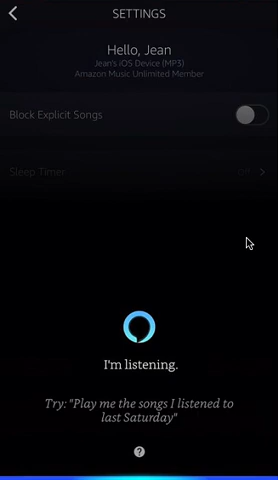 SETTINGS
Hello, Jean
Jean's iOS Device (MP3)
Amazon Music Unlimited Member
Block Explicit Songs
Sleep Timer Off
I'm listening.
Try: "Play me the songs I listened to
last Saturday"
?